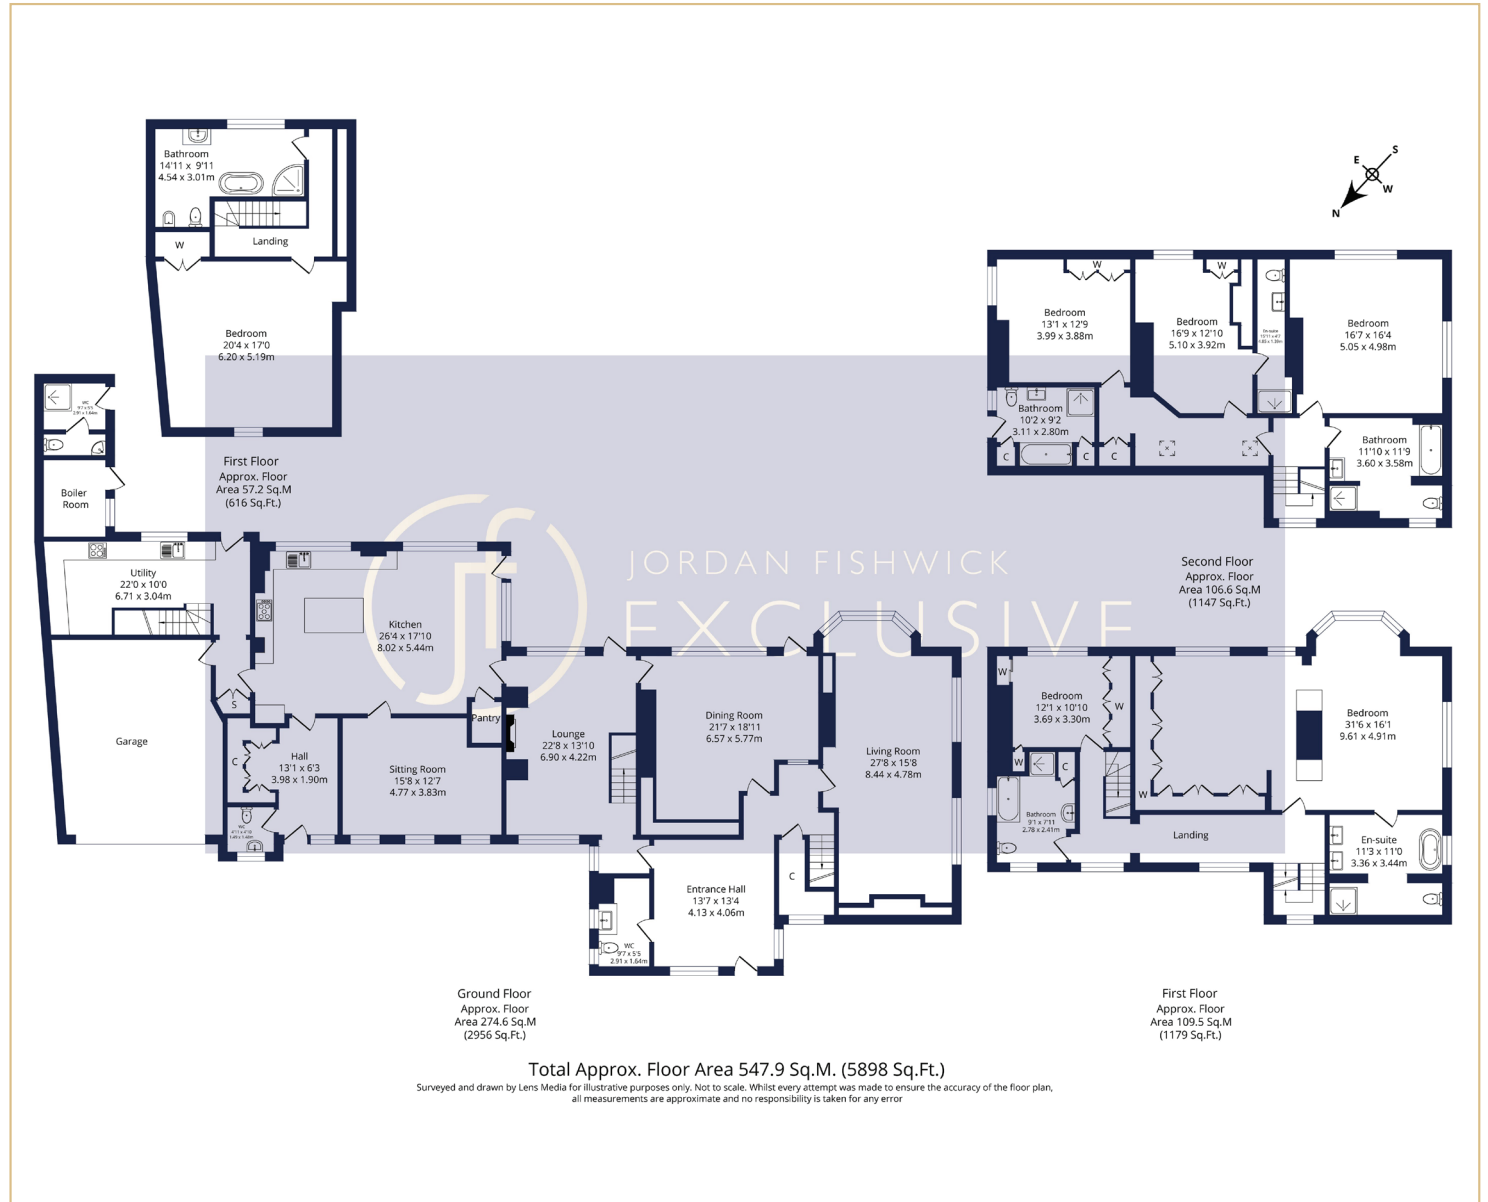 Bathroom
14'11 x 9'11
4.54 x 3.01m
Landing
W
Bedroom
20'4 x 17'0
6.20 x 5.19m
First Floor
Approx. Floor
Area 57.2 Sq.M
(616 Sq.Ft.)
S
E
W
N
W
Bedroom
13'1 x 12'9
3.99 x 3.88m
W
Bedroom
16'9 x 12'10
5.10 x 3.92m
En-suite
Bedroom
16'7 x 16'4
5.05 x 4.98m
Bathroom
10'2 x 9'2
3.11 x 2.80m
C
C
C
Bathroom
11'10 x 11'9
3.60 x 3.58m
Second Floor
Approx. Floor
Area 106.6 Sq.M
(1147 Sq.Ft.)
WC
9'7 x 5'5
2.91 x 1.64m
Boiler
Room
Utility
22'0 x 10'0
6.71 x 3.04m
Kitchen
26'4 x 17'10
8.02 x 5.44m
jf
JORDAN FISHWICK
EXCLUSIVE
S
Pantry
Garage
C
Hall
13'1 x 6'3
3.98 x 1.90m
WC
Sitting Room
15'8 x 12'7
4.77 x 3.83m
Lounge
22'8 x 13'10
6.90 x 4.22m
Dining Room
21'7 x 18'11
6.57 x 5.77m
Living Room
27'8 x 15'8
8.44 x 4.78m
C
Entrance Hall
13'7 x 13'4
4.13 x 4.06m
WC
9'7 x 5'5
2.91 x 1.64m
Ground Floor
Approx. Floor
Area 274.6 Sq.M
(2956 Sq.Ft.)
W
Bedroom
12'1 x 10'10
3.69 x 3.30m
W
W
C
Bathroom
9'1 x 7'11
2.78 x 2.41m
W
Bedroom
31'6 x 16'1
9.61 x 4.91m
Landing
En-suite
11'3 x 11'0
3.36 x 3.44m
First Floor
Approx. Floor
Area 109.5 Sq.M
(1179 Sq.Ft.)
Total Approx. Floor Area 547.9 Sq.M. (5898 Sq.Ft.)
Surveyed and drawn by Lens Media for illustrative purposes only. Not to scale. Whilst every attempt was made to ensure the accuracy of the floor plan,
all measurements are approximate and no responsibility is taken for any error